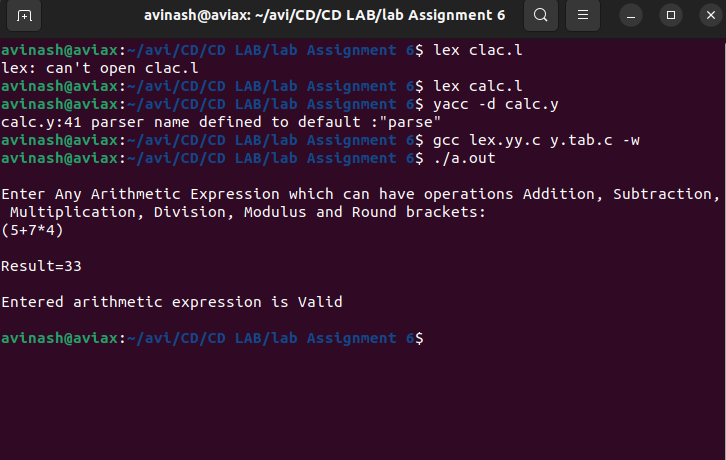 avinash@aviax: ~/avi/CD/CD LAB/lab Assignment 6
avinash@aviax:~/avi/CD/CD LAB/lab Assignment 6$ lex clac.l
lex: can't open clac.l
avinash@aviax:~/avi/CD/CD LAB/lab Assignment 6$ lex calc.l
avinash@aviax:~/avi/CD/CD LAB/lab Assignment 6$ yacc -d calc.y
calc.y:41 parser name defined to default :"parse"
avinash@aviax:~/avi/CD/CD LAB/lab Assignment 6$ gcc lex.yy.c y.tab.c -w
avinash@aviax:~/avi/CD/CD LAB/lab Assignment 6$ ./a.out
Enter Any Arithmetic Expression which can have operations Addition, Subtraction,
Multiplication, Division, Modulus and Round brackets:
(5+7*4)
Result=33
Entered arithmetic expression is Valid
avinash@aviax:~/avi/CD/CD LAB/lab Assignment 6$